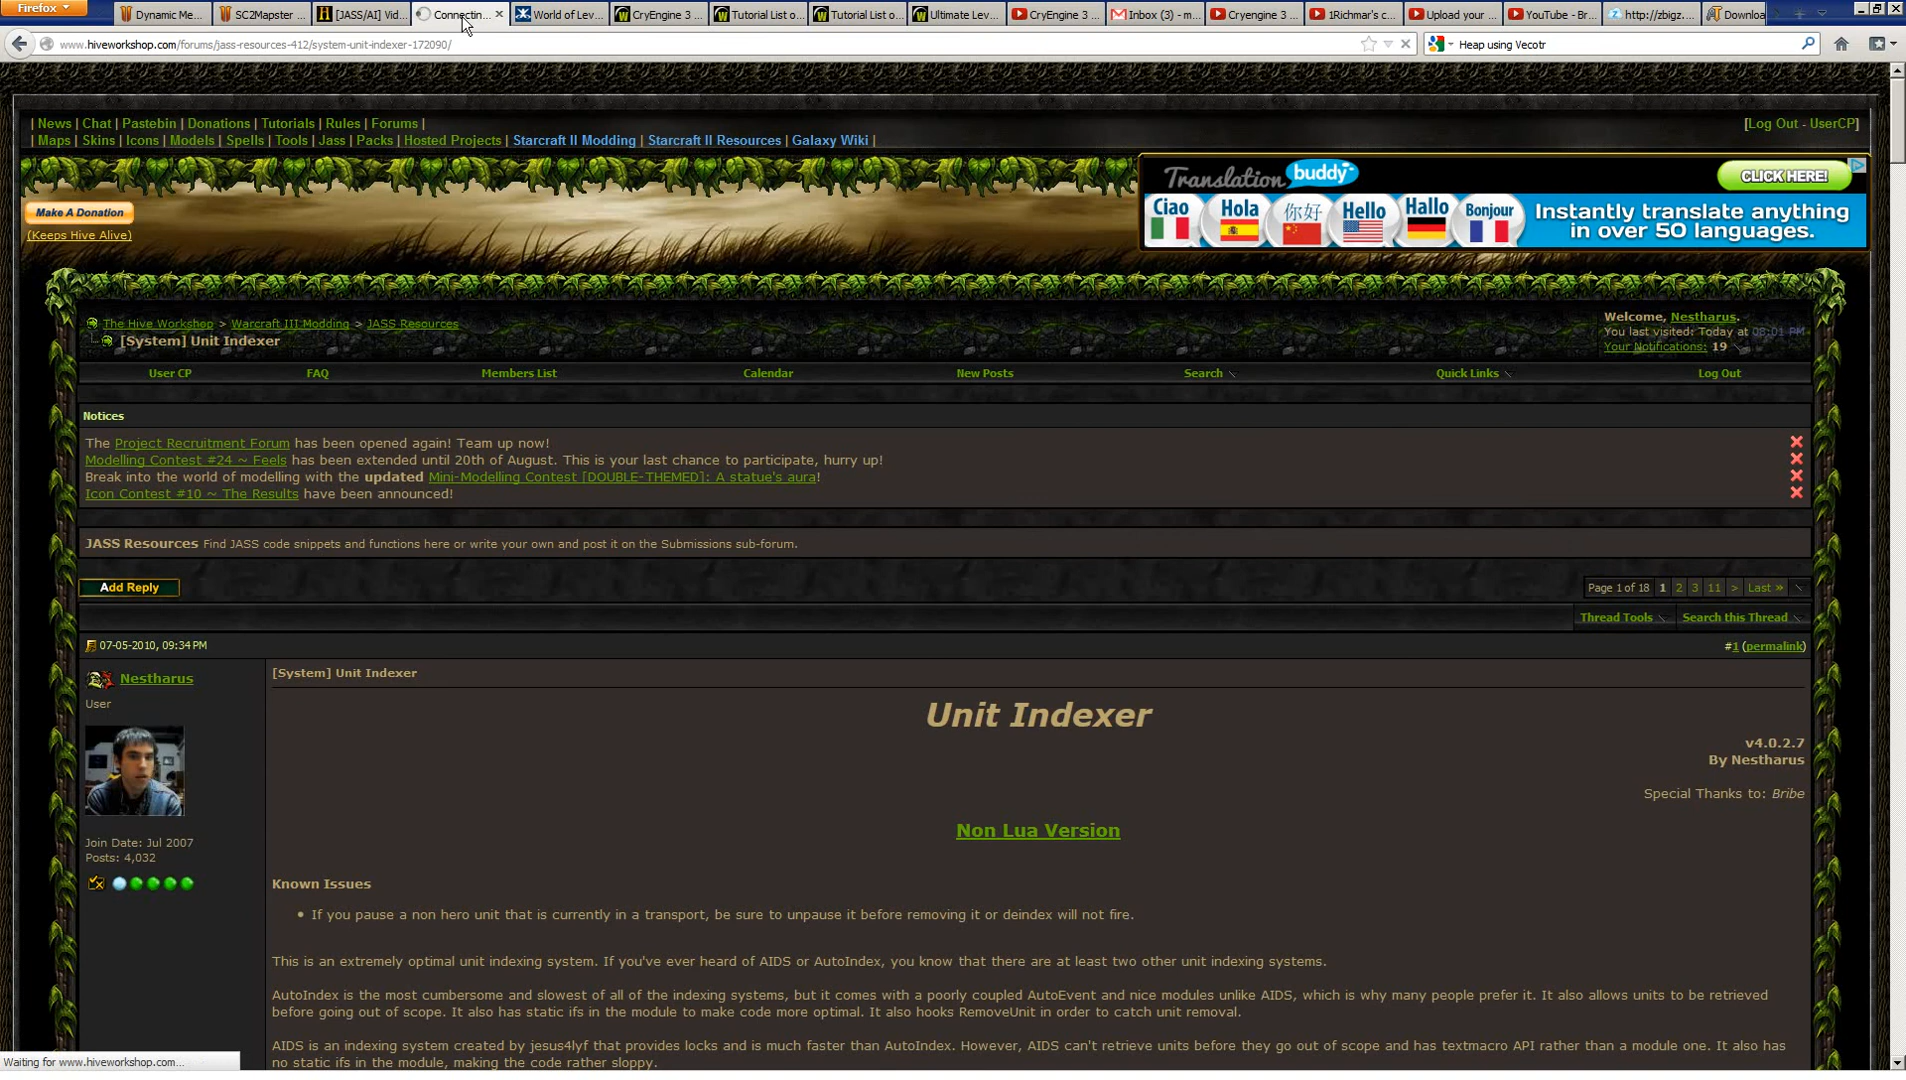 Firefox
Dynamic Me...
SC2Mapster ...
[JASS/AI] Vid...
Connectin...
World of Lev...
CryEngine 3 ...
Tutorial List o...
Tutorial List o...
Ultimate Lev...
CryEngine 3 ...
Inbox (3) - m...
Cryengine 3 ...
1Richmar's c...
Upload your ...
YouTube - Br...
http://zbigz....
Downloa
www.hiveworkshop.com/forums/jass-resources-412/system-unit-indexer-172090/
Heap using Vecotr
| News | Chat | Pastebin | Donations | Tutorials | Rules | Forums |
[Log Out - UserCP]
| Maps | Skins | Icons | Models | Spells | Tools | Jass | Packs | Hosted Projects | Starcraft II Modding | Starcraft II Resources | Galaxy Wiki |
Make A Donation
(Keeps Hive Alive)
Translation buddy
CLICK HERE!
Ciao
Hola
你好
Hello
Hallo
Bonjour
Instantly translate anything
in over 50 languages.
The Hive Workshop > Warcraft III Modding > JASS Resources
[System] Unit Indexer
Welcome, Nestharus.
You last visited: Today at 08:01 PM
Your Notifications: 19
User CP
FAQ
Members List
Calendar
New Posts
Search
Quick Links
Log Out
Notices
The Project Recruitment Forum has been opened again! Team up now!
Modelling Contest #24 ~ Feels has been extended until 20th of August. This is your last chance to participate, hurry up!
Break into the world of modelling with the updated Mini-Modelling Contest [DOUBLE-THEMED]: A statue's aura!
Icon Contest #10 ~ The Results have been announced!
JASS Resources Find JASS code snippets and functions here or write your own and post it on the Submissions sub-forum.
Add Reply
Page 1 of 18 1 2 3 11 > Last »
Thread Tools
Search this Thread
07-05-2010, 09:34 PM
#1 (permalink)
Nestharus
User
Join Date: Jul 2007
Posts: 4,032
[System] Unit Indexer
Unit Indexer
v4.0.2.7
By Nestharus
Special Thanks to: Bribe
Non Lua Version
Known Issues
• If you pause a non hero unit that is currently in a transport, be sure to unpause it before removing it or deindex will not fire.
This is an extremely optimal unit indexing system. If you've ever heard of AIDS or AutoIndex, you know that there are at least two other unit indexing systems.
AutoIndex is the most cumbersome and slowest of all of the indexing systems, but it comes with a poorly coupled AutoEvent and nice modules unlike AIDS, which is why many people prefer it. It also allows units to be retrieved
before going out of scope. It also has static ifs in the module to make code more optimal. It also hooks RemoveUnit in order to catch unit removal.
AIDS is an indexing system created by jesus4lyf that provides locks and is much faster than AutoIndex. However, AIDS can't retrieve units before they go out of scope and has textmacro API rather than a module one. It also has
no static ifs in the module, making the code rather sloppy.
Waiting for www.hiveworkshop.com...